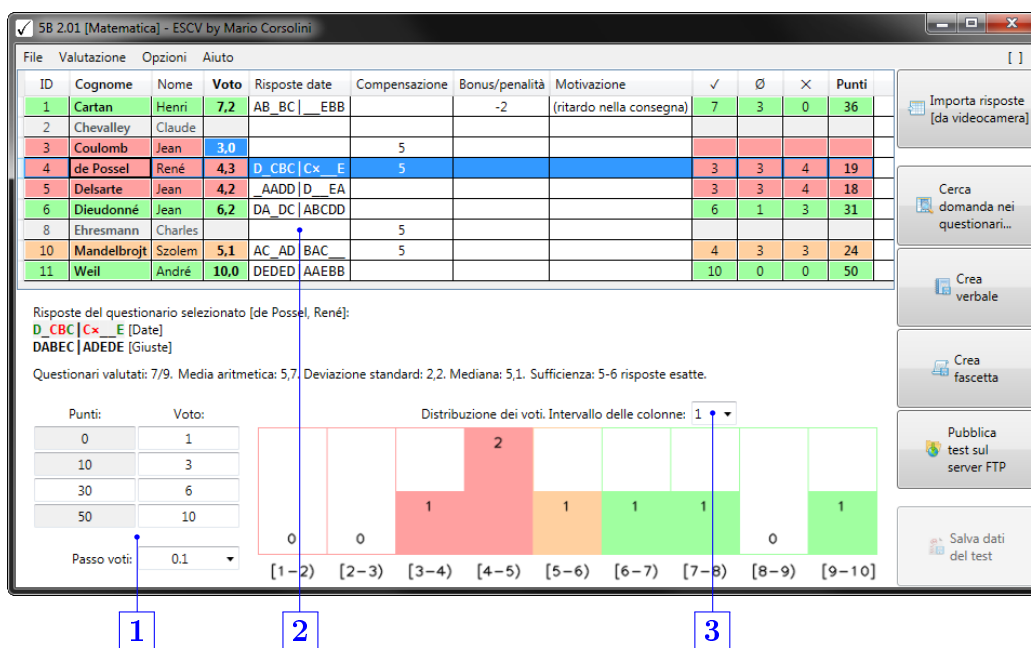 5B 2.01 [Matematica] - ESCV by Mario Corsolini
File Valutazione Opzioni Aiuto [ ]
ID Cognome Nome Voto Risposte date Compensazione Bonus/penalità Motivazione ✓ Ø × Punti
1 Cartan Henri 7,2 AB_BC|__EBB -2 (ritardo nella consegna) 7 3 0 36
2 Chevalley Claude
3 Coulomb Jean 3,0 5
4 de Possel René 4,3 D_CBC|C×__E 5 3 3 4 19
5 Delsarte Jean 4,2 _AADD|D__EA 3 3 4 18
6 Dieudonné Jean 6,2 DA_DC|ABCDD 6 1 3 31
8 Ehresmann Charles 5
10 Mandelbrojt Szolem 5,1 AC_AD|BAC__ 5 4 3 3 24
11 Weil André 10,0 DEDED|AAEBB 10 0 0 50
Importa risposte
[da videocamera]
Cerca
domanda nei
questionari...
Crea
verbale
Crea
fascetta
Pubblica
test sul
server FTP
Salva dati
del test
Risposte del questionario selezionato [de Possel, René]:
D_CBC|C×__E [Date]
DABEC|ADEDE [Giuste]
Questionari valutati: 7/9. Media aritmetica: 5,7. Deviazione standard: 2,2. Mediana: 5,1. Sufficienza: 5-6 risposte esatte.
Punti: Voto:
0 1
10 3
30 6
50 10
Passo voti: 0.1
Distribuzione dei voti. Intervallo delle colonne: 1
0 0 1 2 1 1 1 0 1
[1-2) [2-3) [3-4) [4-5) [5-6) [6-7) [7-8) [8-9) [9-10]
1 2 3